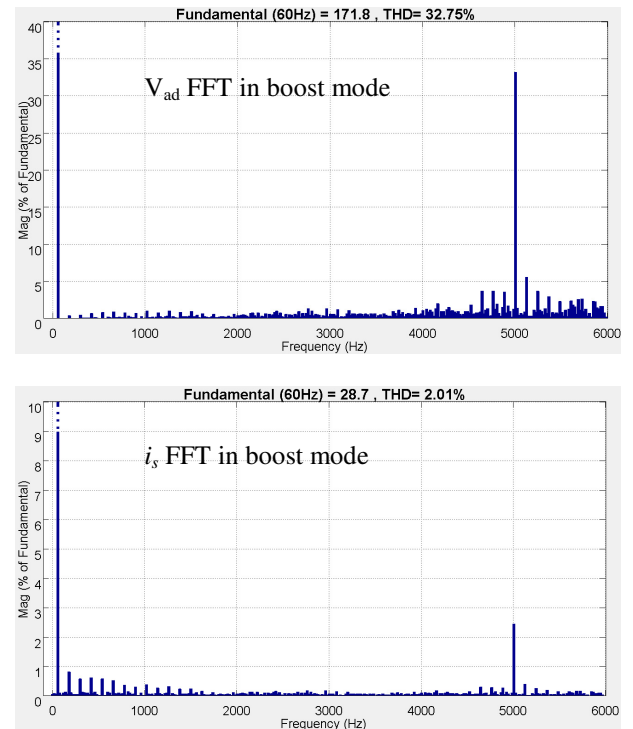 Fundamental (60Hz) = 171.8 , THD= 32.75%
40
35
30
25
20
15
10
5
0
Mag (% of Fundamental)
V_ad FFT in boost mode
0 1000 2000 3000 4000 5000 6000
Frequency (Hz)
Fundamental (60Hz) = 28.7 , THD= 2.01%
10
9
8
7
6
5
4
3
2
1
0
Mag (% of Fundamental)
i_s FFT in boost mode
0 1000 2000 3000 4000 5000 6000
Frequency (Hz)